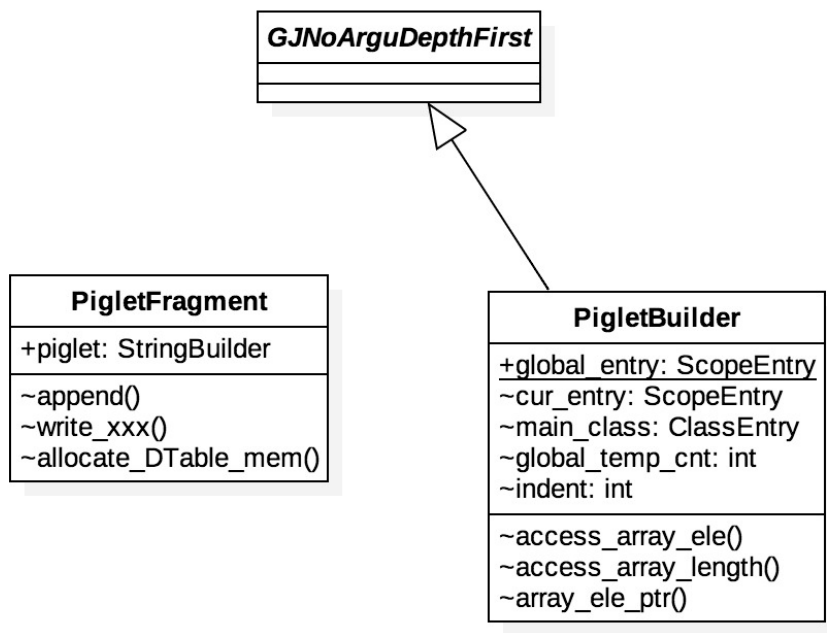 GJNoArguDepthFirst
PigletFragment
+piglet: StringBuilder
~append()
~write_xxx()
~allocate_DTable_mem()
PigletBuilder
+global_entry: ScopeEntry
~cur_entry: ScopeEntry
~main_class: ClassEntry
~global_temp_cnt: int
~indent: int
~access_array_ele()
~access_array_length()
~array_ele_ptr()